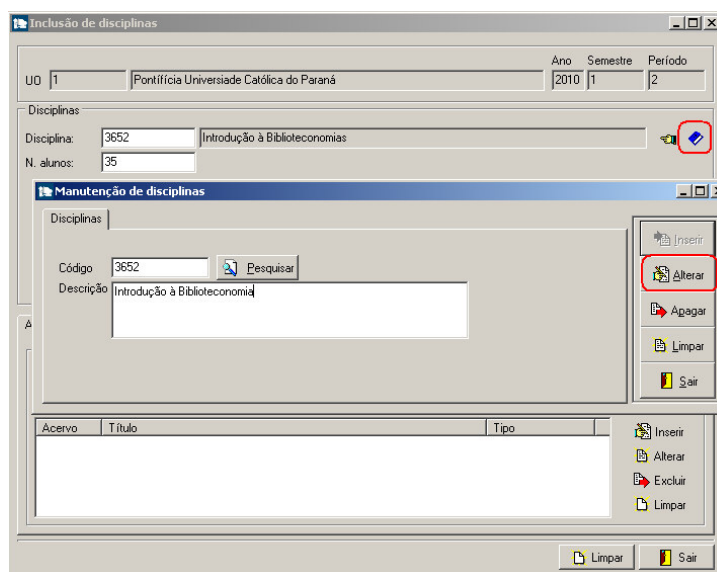 Inclusão de disciplinas
Ano Semestre Período
UO 1 Pontifícia Universiade Católica do Paraná 2010 1 2
Disciplinas
Disciplina: 3652 Introdução à Biblioteconomias
N. alunos: 35
Manutenção de disciplinas
Disciplinas
Inserir
Código 3652 Pesquisar
Alterar
Descrição Introdução à Biblioteconomia
Apagar
A
Limpar
Sair
Acervo Título Tipo
Inserir
Alterar
Excluir
Limpar
Limpar Sair